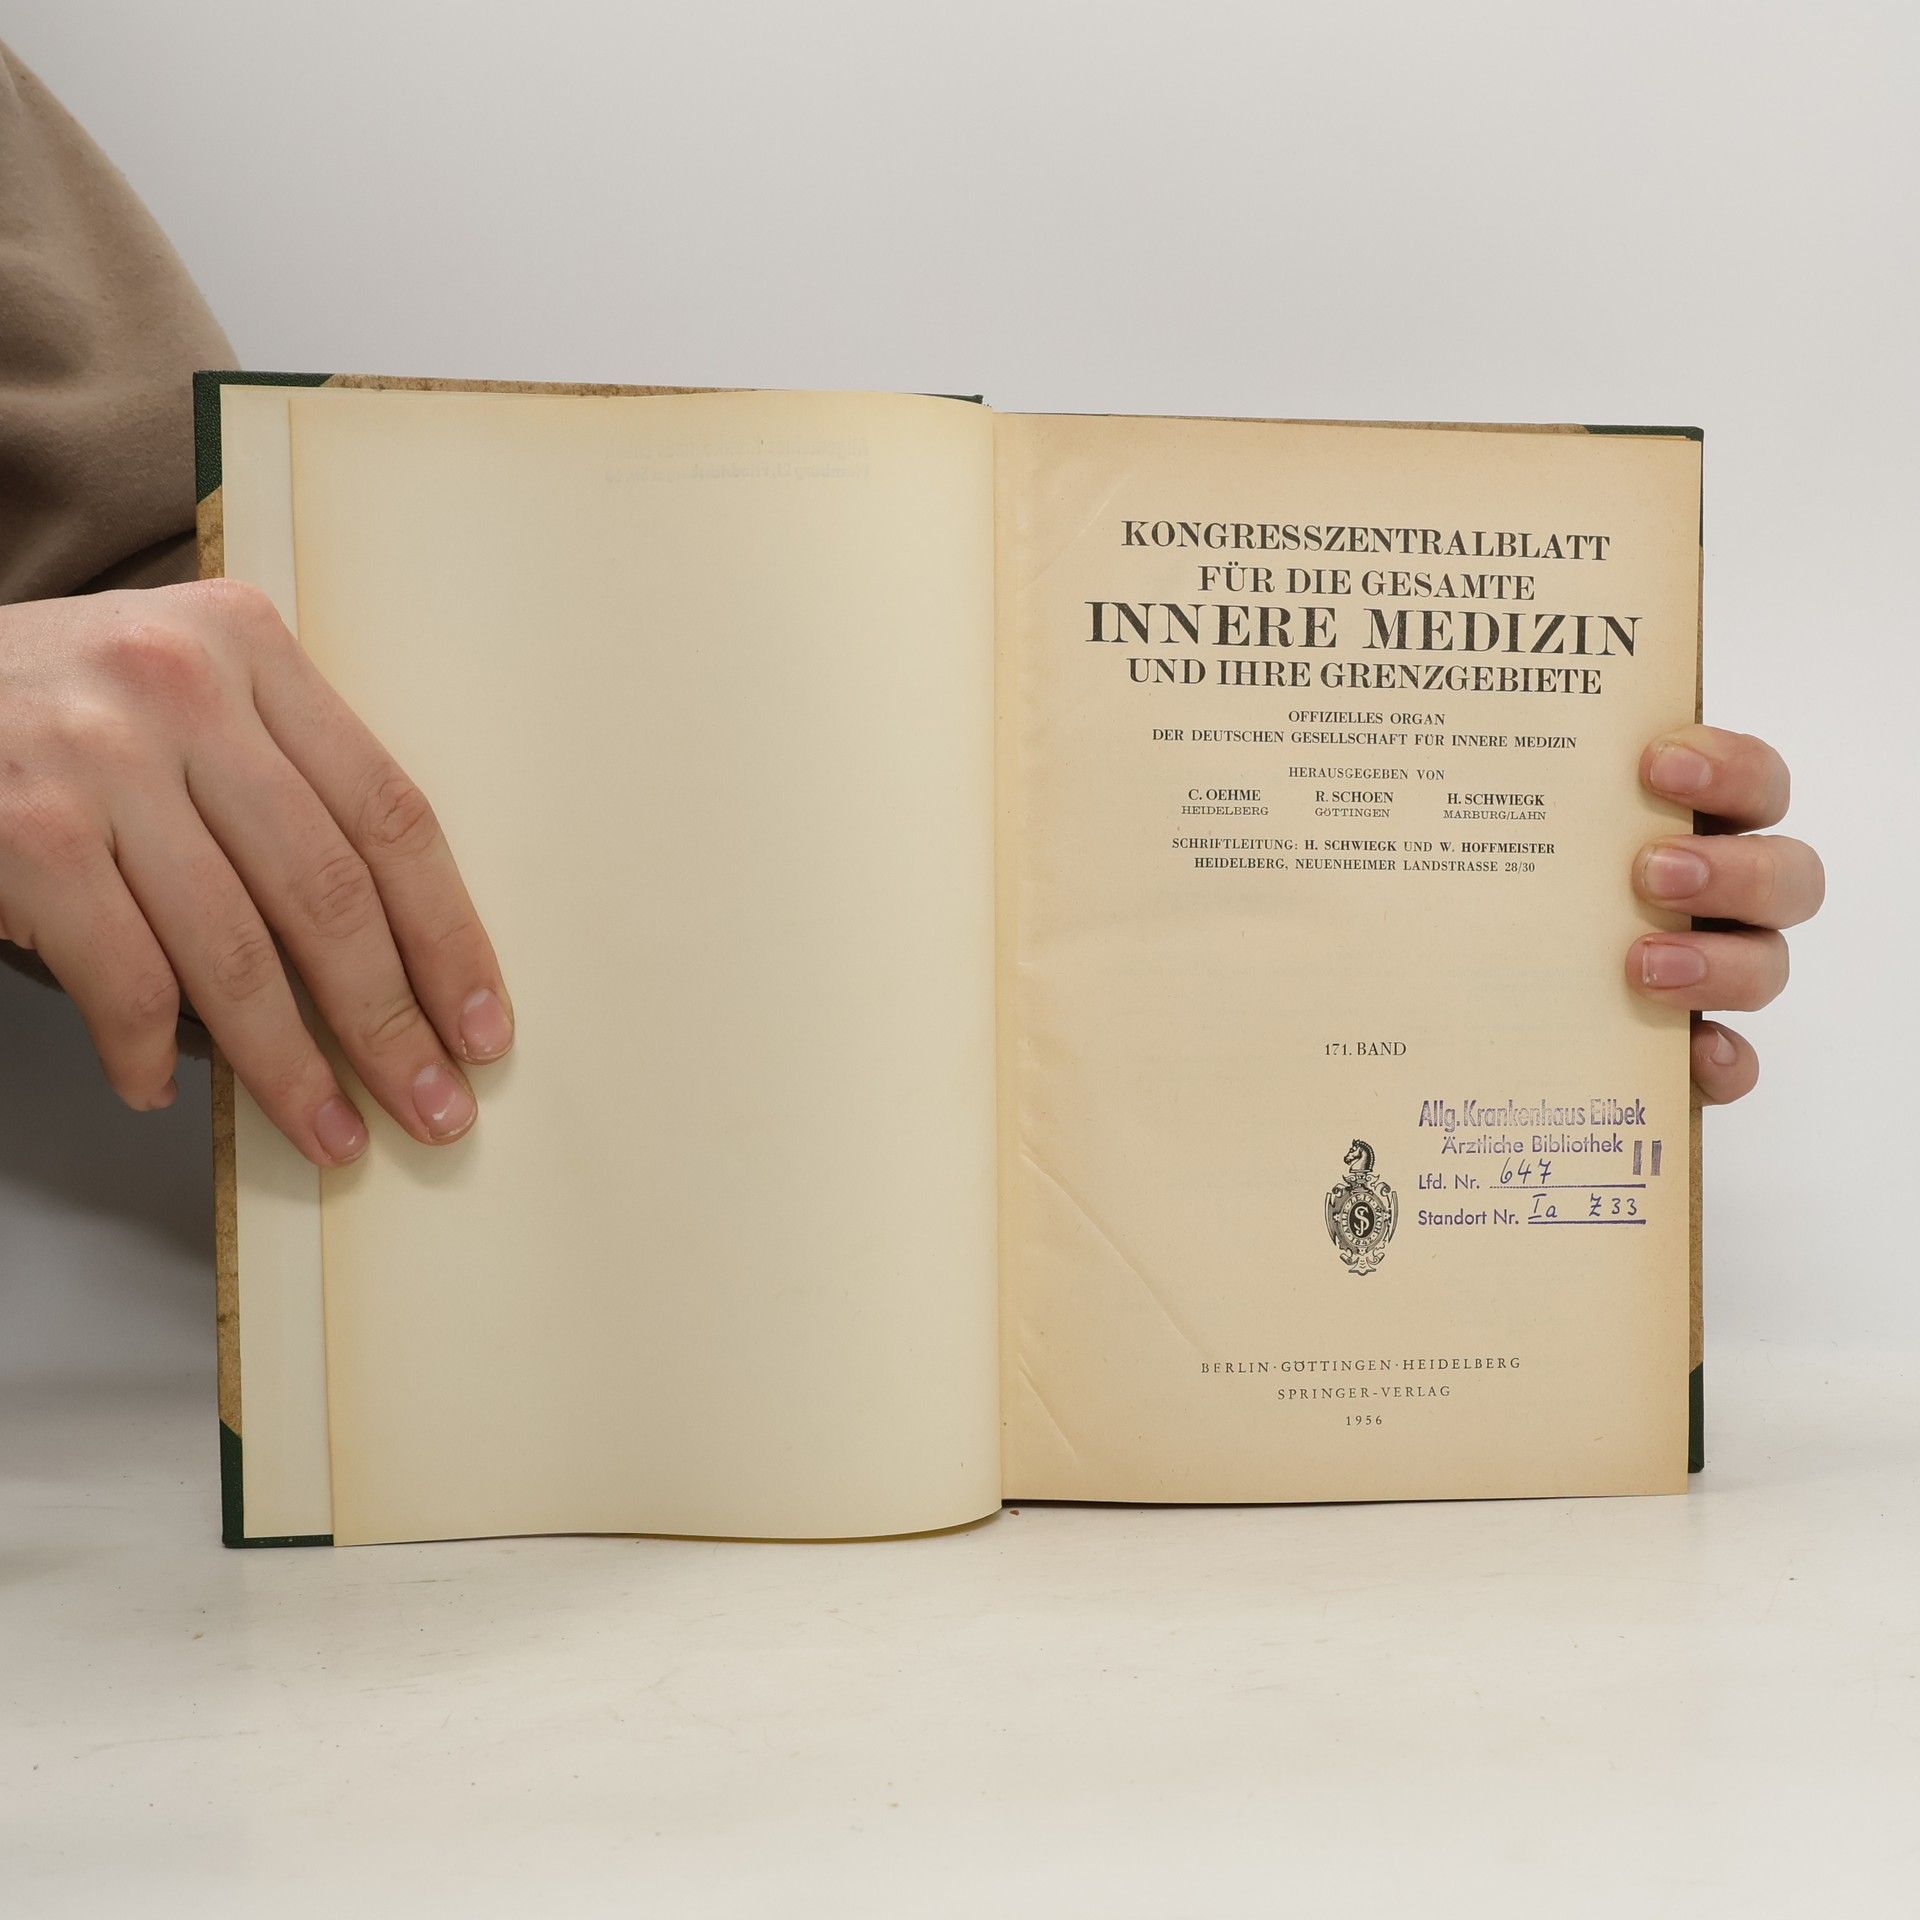 KONGRESSZENTRALBLATT
FÜR DIE GESAMTE
INNERE MEDIZIN
UND IHRE GRENZGEBIETE
OFFIZIELLES ORGAN
DER DEUTSCHEN GESELLSCHAFT FÜR INNERE MEDIZIN
HERAUSGEGEBEN VON
C. OEHME R. SCHOEN H. SCHWIEGK
HEIDELBERG GÖTTINGEN MARBURG/LAHN
SCHRIFTLEITUNG: H. SCHWIEGK UND W. HOFFMEISTER
HEIDELBERG, NEUENHEIMER LANDSTRASSE 28/30
171. BAND
Allg. Krankenhaus Eilbek
Ärztliche Bibliothek II
Lfd. Nr. 647
Standort Nr. Ia Z 33
BERLIN · GÖTTINGEN · HEIDELBERG
SPRINGER-VERLAG
1956